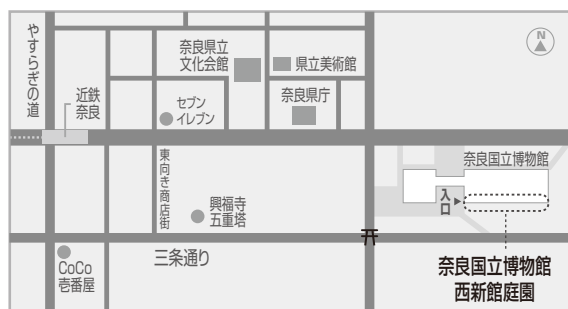 やすらぎの道
近鉄
奈良
奈良県立
文化会館
県立美術館
N
セブン
イレブン
奈良県庁
東向き商店街
興福寺
五重塔
奈良国立博物館
入口
CoCo
壱番屋
三条通り
奈良国立博物館
西新館庭園